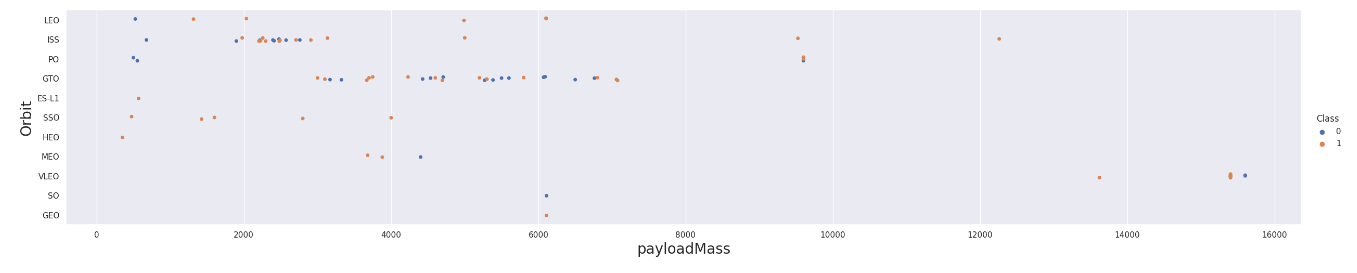 LEO
ISS
PO
GTO
ES-L1
SSO
HEO
MEO
VLEO
SO
GEO
Orbit
0 2000 4000 6000 8000 10000 12000 14000 16000
payloadMass
Class
0
1